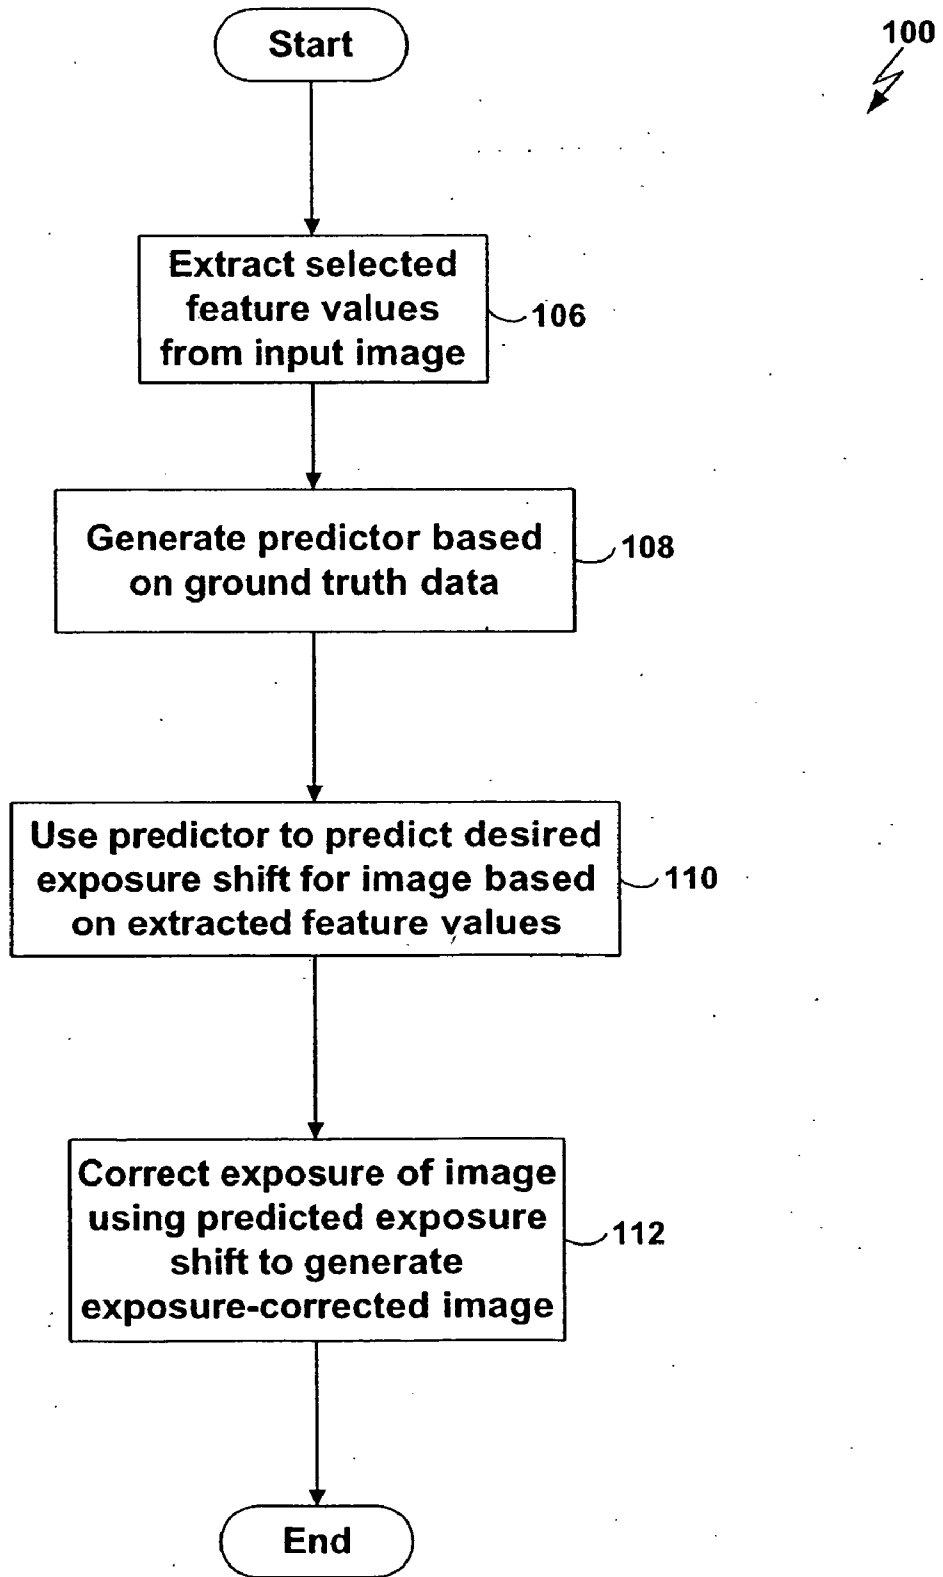 Start
100
Extract selected
feature values
from input image
106
Generate predictor based
on ground truth data
108
Use predictor to predict desired
exposure shift for image based
on extracted feature values
110
Correct exposure of image
using predicted exposure
shift to generate
exposure-corrected image
112
End